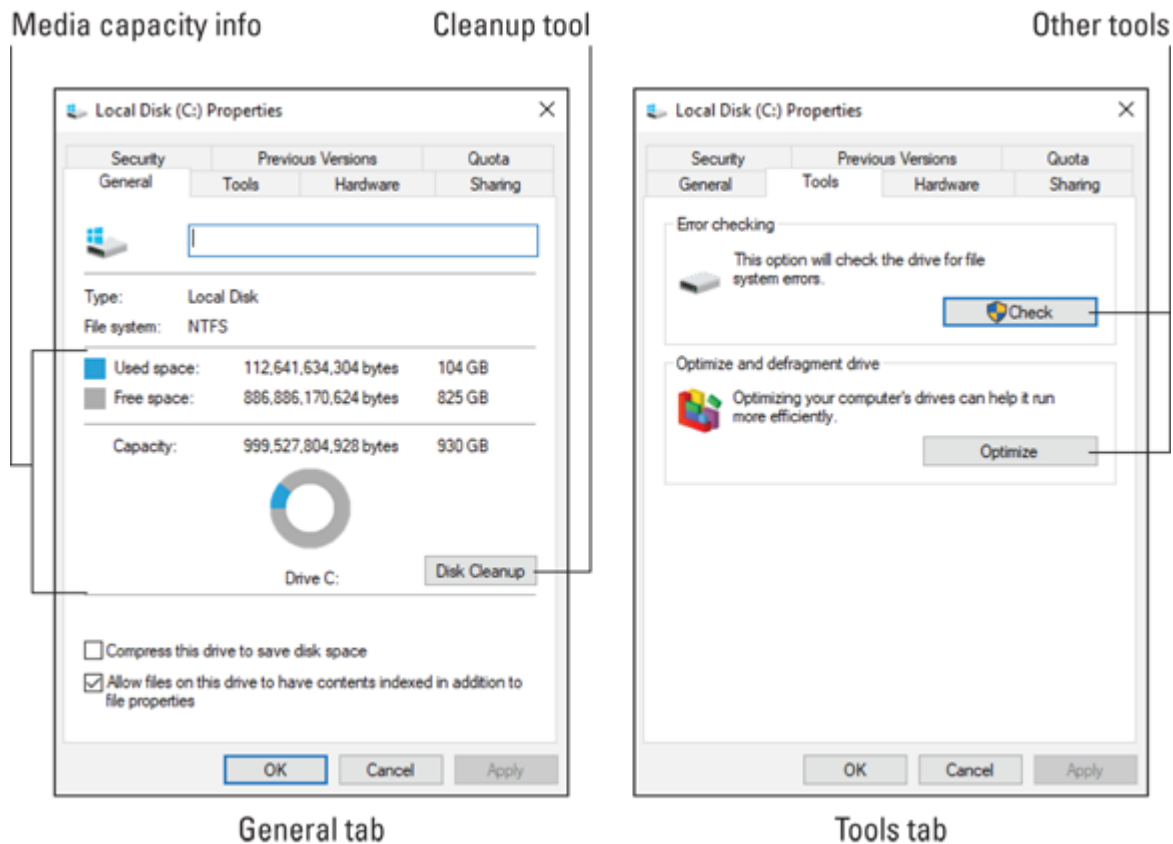 Media capacity info
Cleanup tool
Other tools
Local Disk (C:) Properties
Security Previous Versions Quota
General Tools Hardware Sharing
Type: Local Disk
File system: NTFS
Used space: 112,641,634,304 bytes 104 GB
Free space: 886,886,170,624 bytes 825 GB
Capacity: 999,527,804,928 bytes 930 GB
Drive C:
Disk Cleanup
Compress this drive to save disk space
Allow files on this drive to have contents indexed in addition to
file properties
OK Cancel Apply
General tab
Local Disk (C:) Properties
Security Previous Versions Quota
General Tools Hardware Sharing
Error checking
This option will check the drive for file
system errors.
Check
Optimize and defragment drive
Optimizing your computer's drives can help it run
more efficiently.
Optimize
OK Cancel Apply
Tools tab